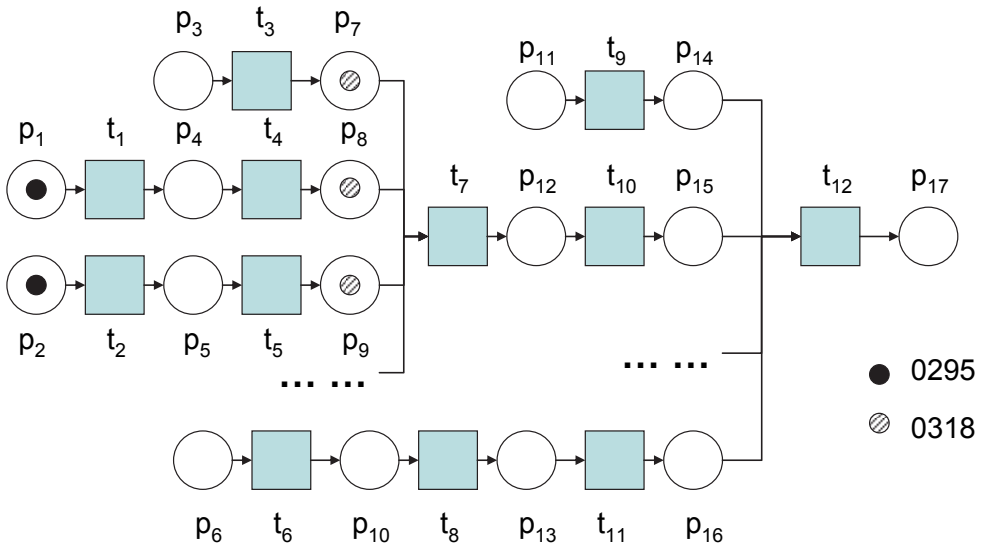 p₃ t₃ p₇
p₁₁ t₉ p₁₄
p₁ t₁ p₄ t₄ p₈
t₇ p₁₂ t₁₀ p₁₅ t₁₂ p₁₇
p₂ t₂ p₅ t₅ p₉
... ...
... ...
0295
0318
p₆ t₆ p₁₀ t₈ p₁₃ t₁₁ p₁₆